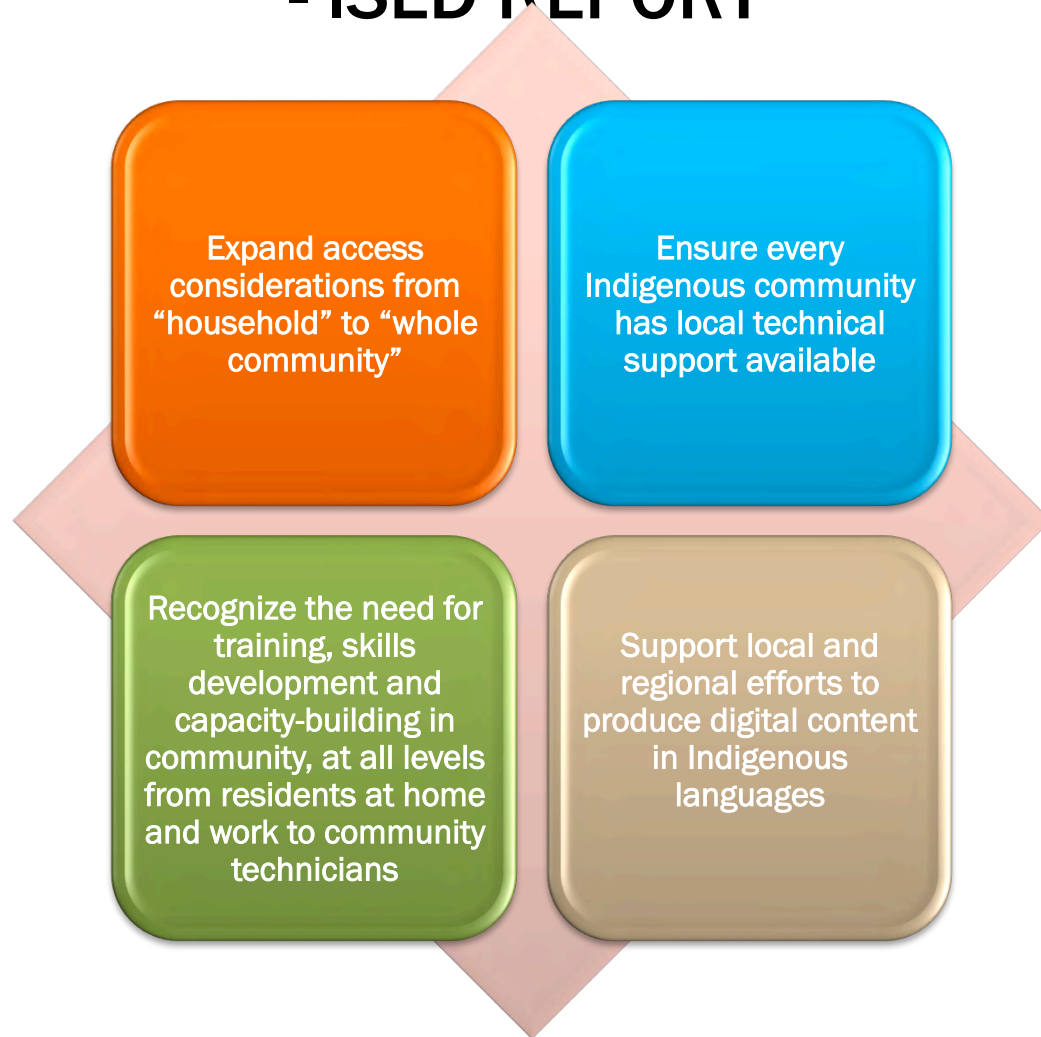 - ISED REPORT
Expand access
considerations from
“household” to “whole
community”
Ensure every
Indigenous community
has local technical
support available
Recognize the need for
training, skills
development and
capacity-building in
community, at all levels
from residents at home
and work to community
technicians
Support local and
regional efforts to
produce digital content
in Indigenous
languages